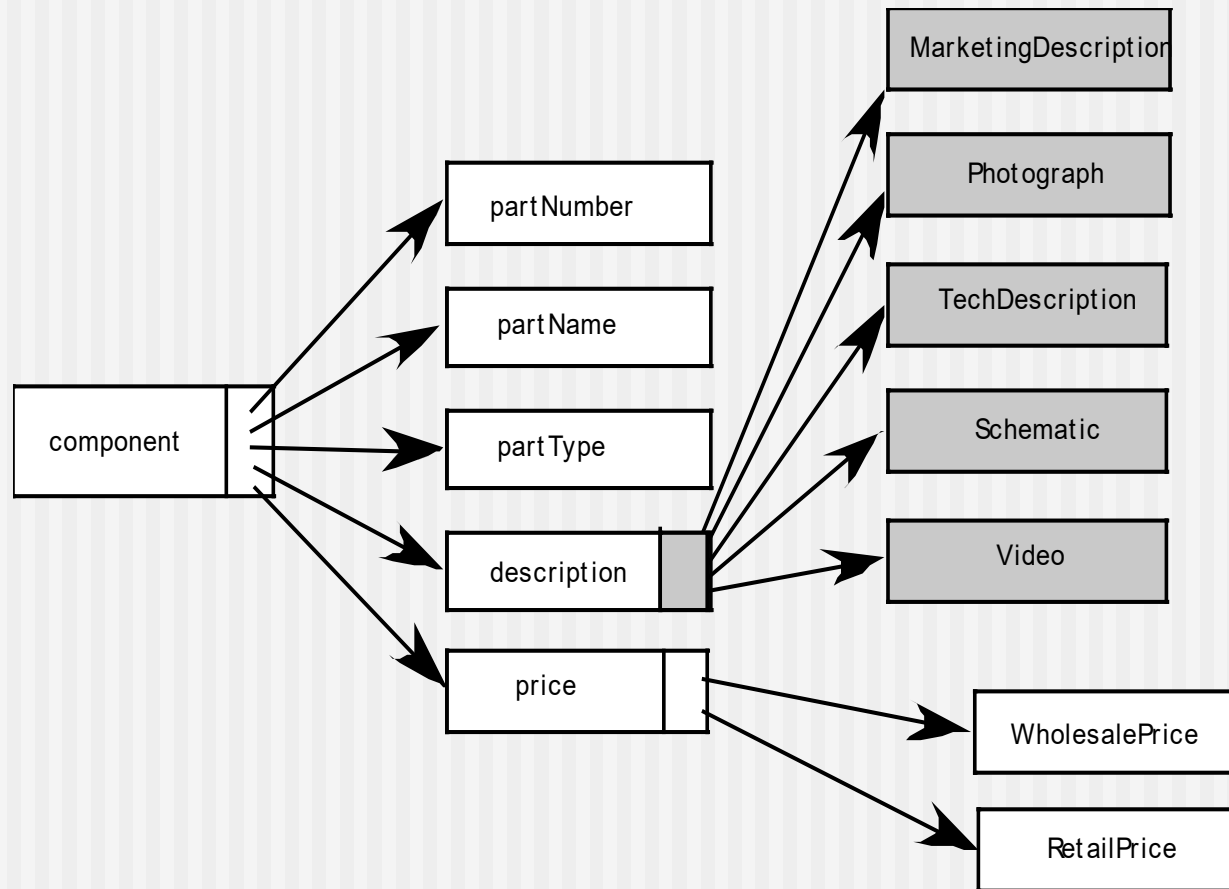 MarketingDescription
Photograph
partNumber
TechDescription
partName
Schematic
component
partType
Video
description
price
WholesalePrice
RetailPrice